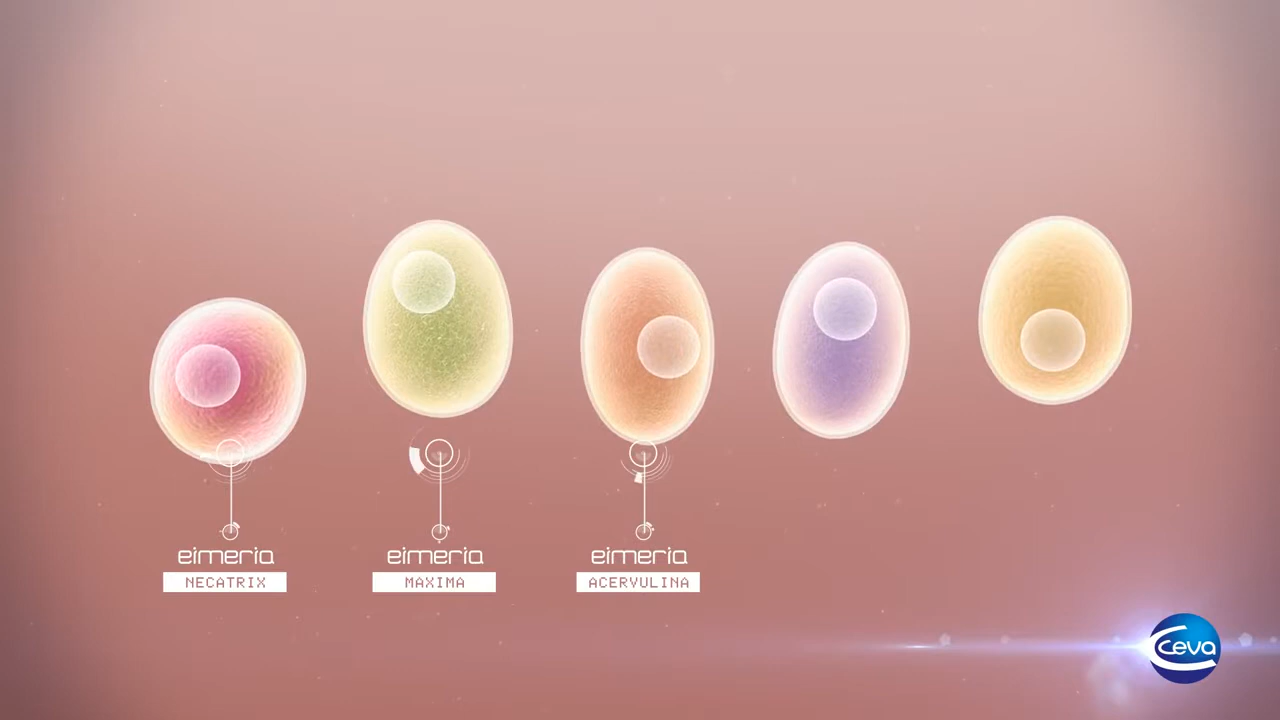 eimeria
NECATRIX
eimeria
MAXIMA
eimeria
ACERVULINA
Ceva